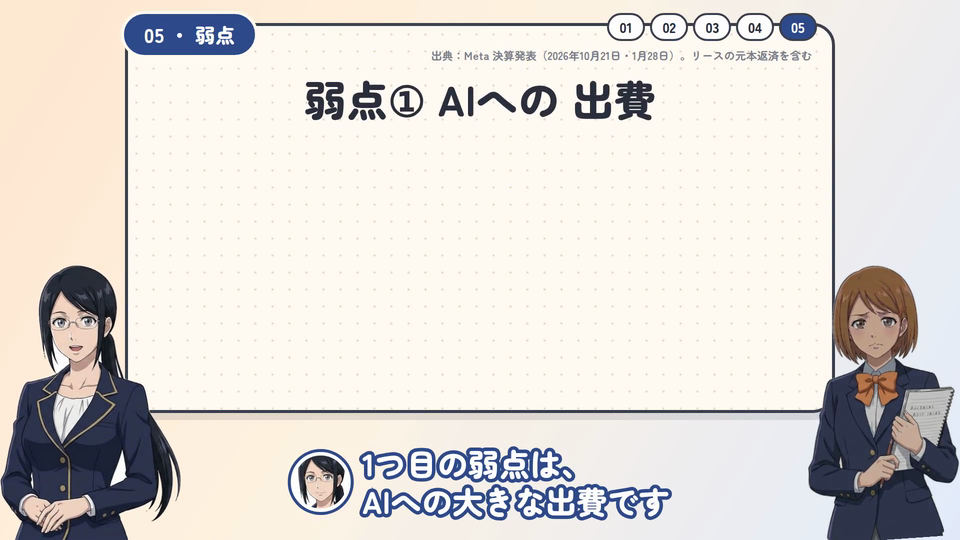 05 ・ 弱点
01 02 03 04 05
出典：Meta 決算発表（2026年10月21日・1月28日）。リースの元本返済を含む
弱点① AIへの 出費
1つ目の弱点は、
AIへの大きな出費です